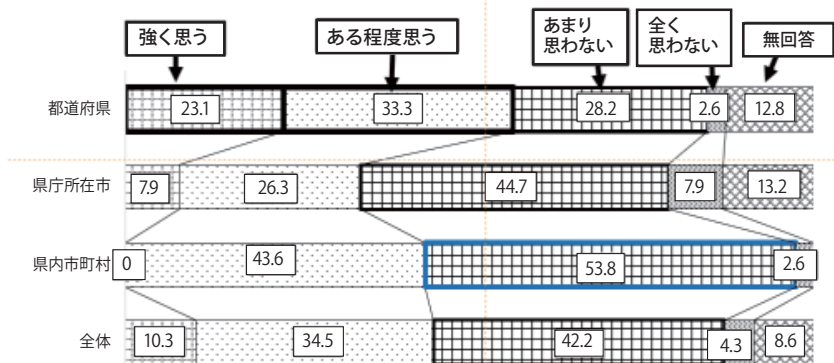 強く思う
ある程度思う
あまり
思わない
全く
思わない
無回答
都道府県
23.1
33.3
28.2
2.6
12.8
県庁所在市
7.9
26.3
44.7
7.9
13.2
県内市町村
0
43.6
53.8
2.6
全体
10.3
34.5
42.2
4.3
8.6